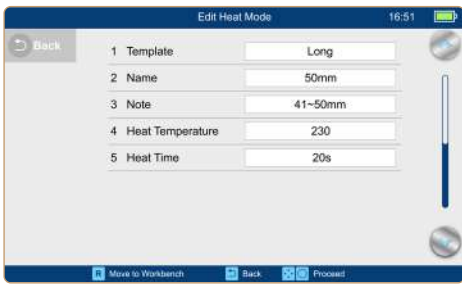 Edit Heat Mode 16:51
Back
1 Template Long
2 Name 50mm
3 Note 41~50mm
4 Heat Temperature 230
5 Heat Time 20s
R Move to Workbench Back Proceed